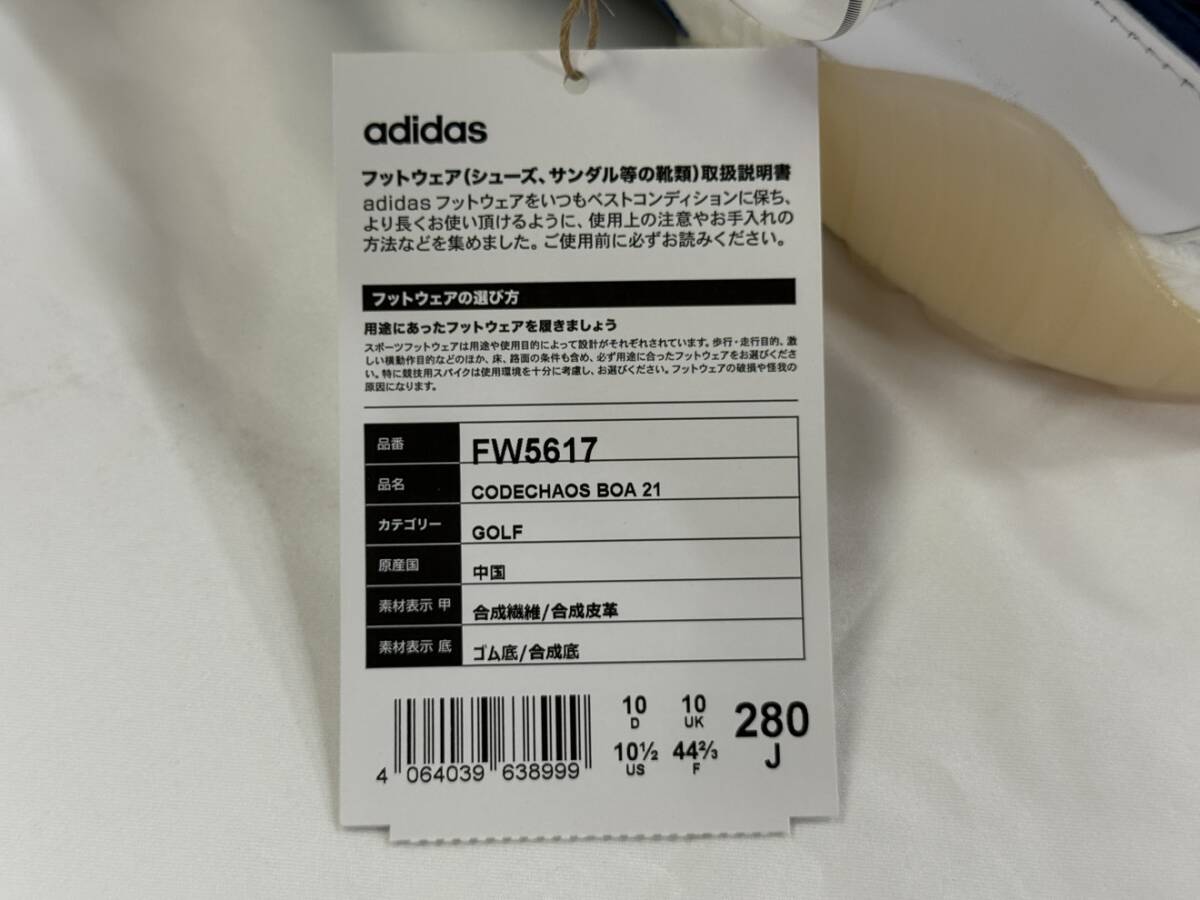 adidas
フットウェア(シューズ、サンダル等の靴類)取扱説明書
adidas フットウェアをいつもベストコンディションに保ち、
より長くお使い頂けるように、使用上の注意やお手入れの
方法などを集めました。ご使用前に必ずお読みください。
フットウェアの選び方
用途にあったフットウェアを履きましょう
スポーツフットウェアは用途や使用目的によって設計がそれぞれされています。歩行・走行目的、激
しい横動作目的などのほか、床、路面の条件も含め、必ず用途に合ったフットウェアをお選びくださ
い。特に競技用スパイクは使用環境を十分に考慮し、お選びください。フットウェアの破損や怪我の
原因になります。
品番 FW5617
品名 CODECHAOS BOA 21
カテゴリー GOLF
原産国 中国
素材表示 甲 合成繊維/合成皮革
素材表示 底 ゴム底/合成底
10 10 280
D UK J
10½ 44⅔
US F
4 064039 638999